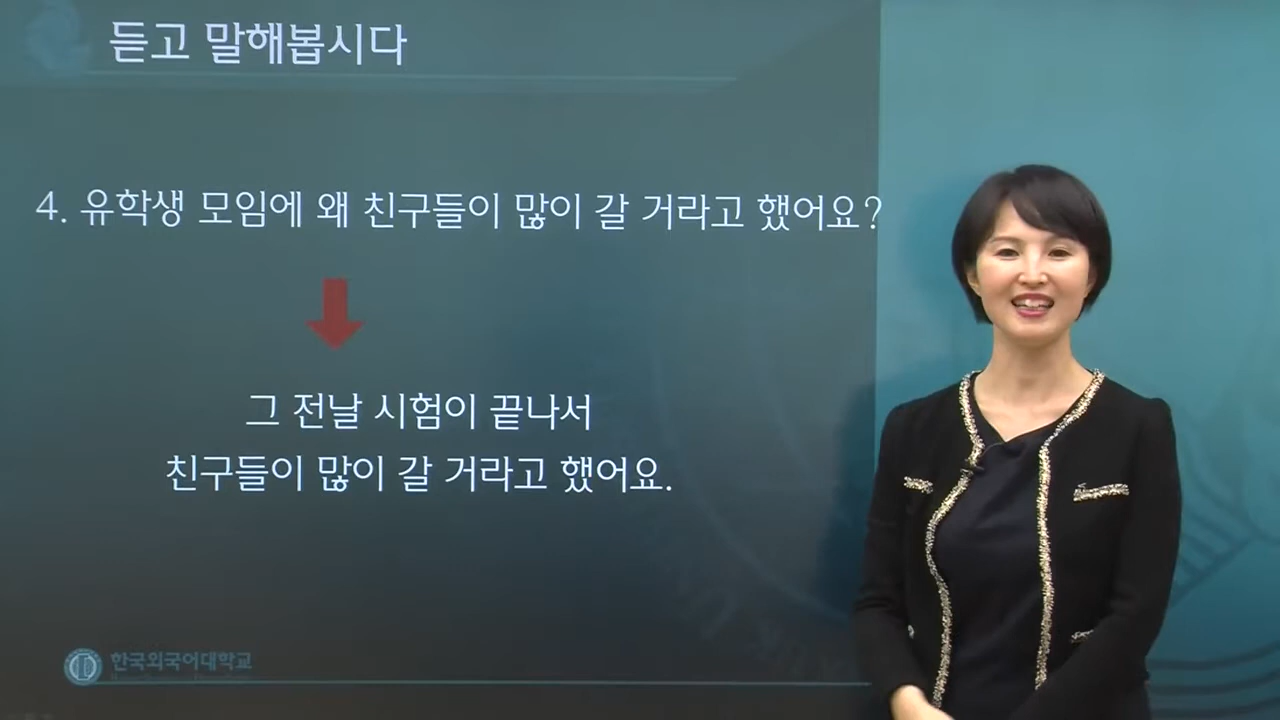 듣고 말해봅시다
4. 유학생 모임에 왜 친구들이 많이 갈 거라고 했어요?
그 전날 시험이 끝나서
친구들이 많이 갈 거라고 했어요.
한국외국어대학교